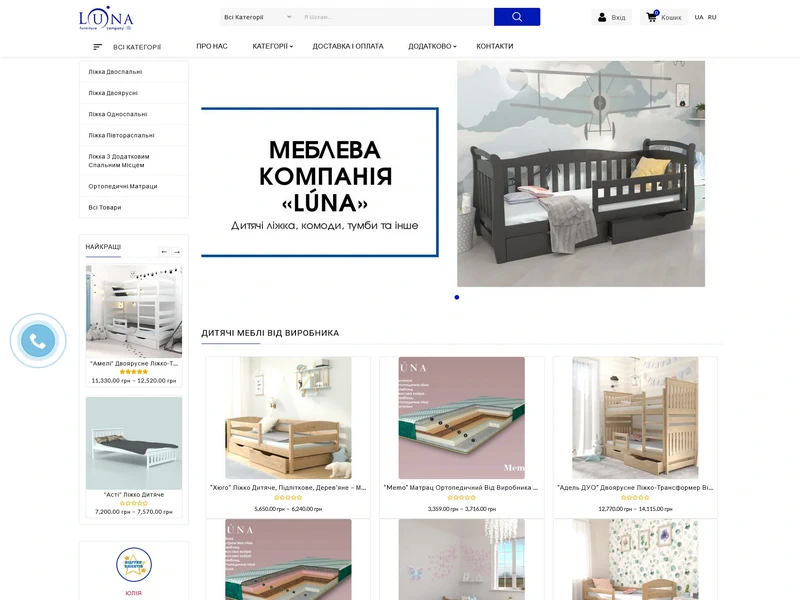 LUNA
furniture company
Всі Категорії
Я Шукаю...
Вхід
0
Кошик
UA RU
ВСІ КАТЕГОРІЇ
ПРО НАС
КАТЕГОРІЇ
ДОСТАВКА І ОПЛАТА
ДОДАТКОВО
КОНТАКТИ
Ліжка Двоспальні
Ліжка Двоярусні
Ліжка Односпальні
Ліжка Півтораспальні
Ліжка З Додатковим
Спальним Місцем
Ортопедичні Матраци
Всі Товари
МЕБЛЕВА
КОМПАНІЯ
«LÚNA»
Дитячі ліжка, комоди, тумби та інше
НАЙКРАЩІ
"Амелі" Двоярусне Ліжко-Т...
11,330.00 грн – 12,520.00 грн
"Асті" Ліжко Дитяче
7,200.00 грн – 7,570.00 грн
ЮЛІЯ
ДИТЯЧІ МЕБЛІ ВІД ВИРОБНИКА
"Хюго" Ліжко Дитяче, Підліткове, Дерев'яне – М...
5,650.00 грн – 6,240.00 грн
ÚNA
Memo
"Memo" Матрац Ортопедичний Від Виробника ...
3,359.00 грн – 3,716.00 грн
"Адель ДУО" Двоярусне Ліжко-Трансформер Ві...
12,770.00 грн – 14,115.00 грн
ÚNA